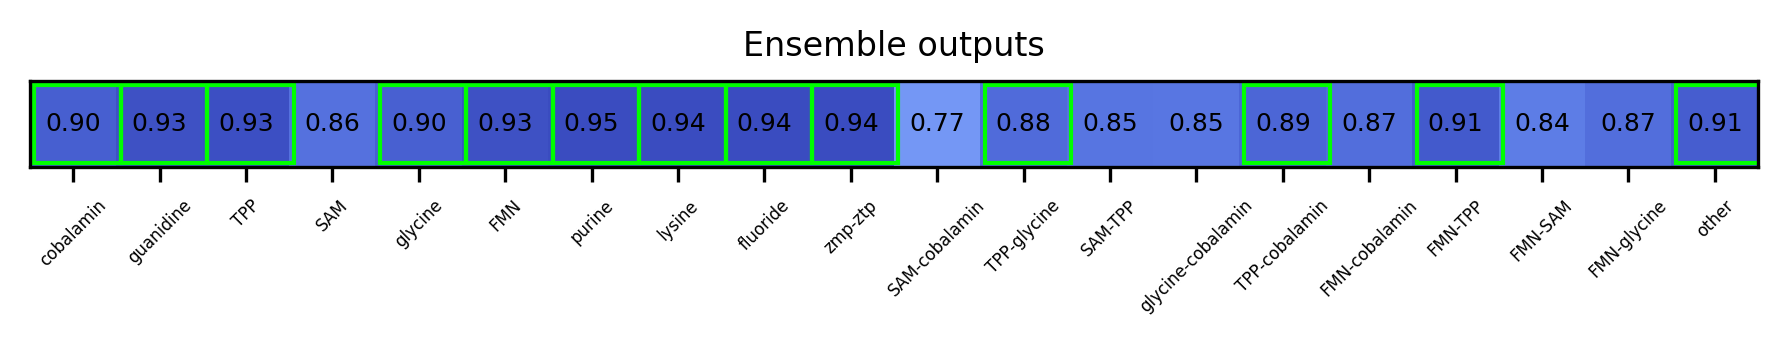 Ensemble outputs
0.90 0.93 0.93 0.86 0.90 0.93 0.95 0.94 0.94 0.94 0.77 0.88 0.85 0.85 0.89 0.87 0.91 0.84 0.87 0.91
cobalamin guanidine TPP SAM glycine FMN purine lysine fluoride zmp-ztp SAM-cobalamin TPP-glycine SAM-TPP glycine-cobalamin TPP-cobalamin FMN-cobalamin FMN-TPP FMN-SAM FMN-glycine other